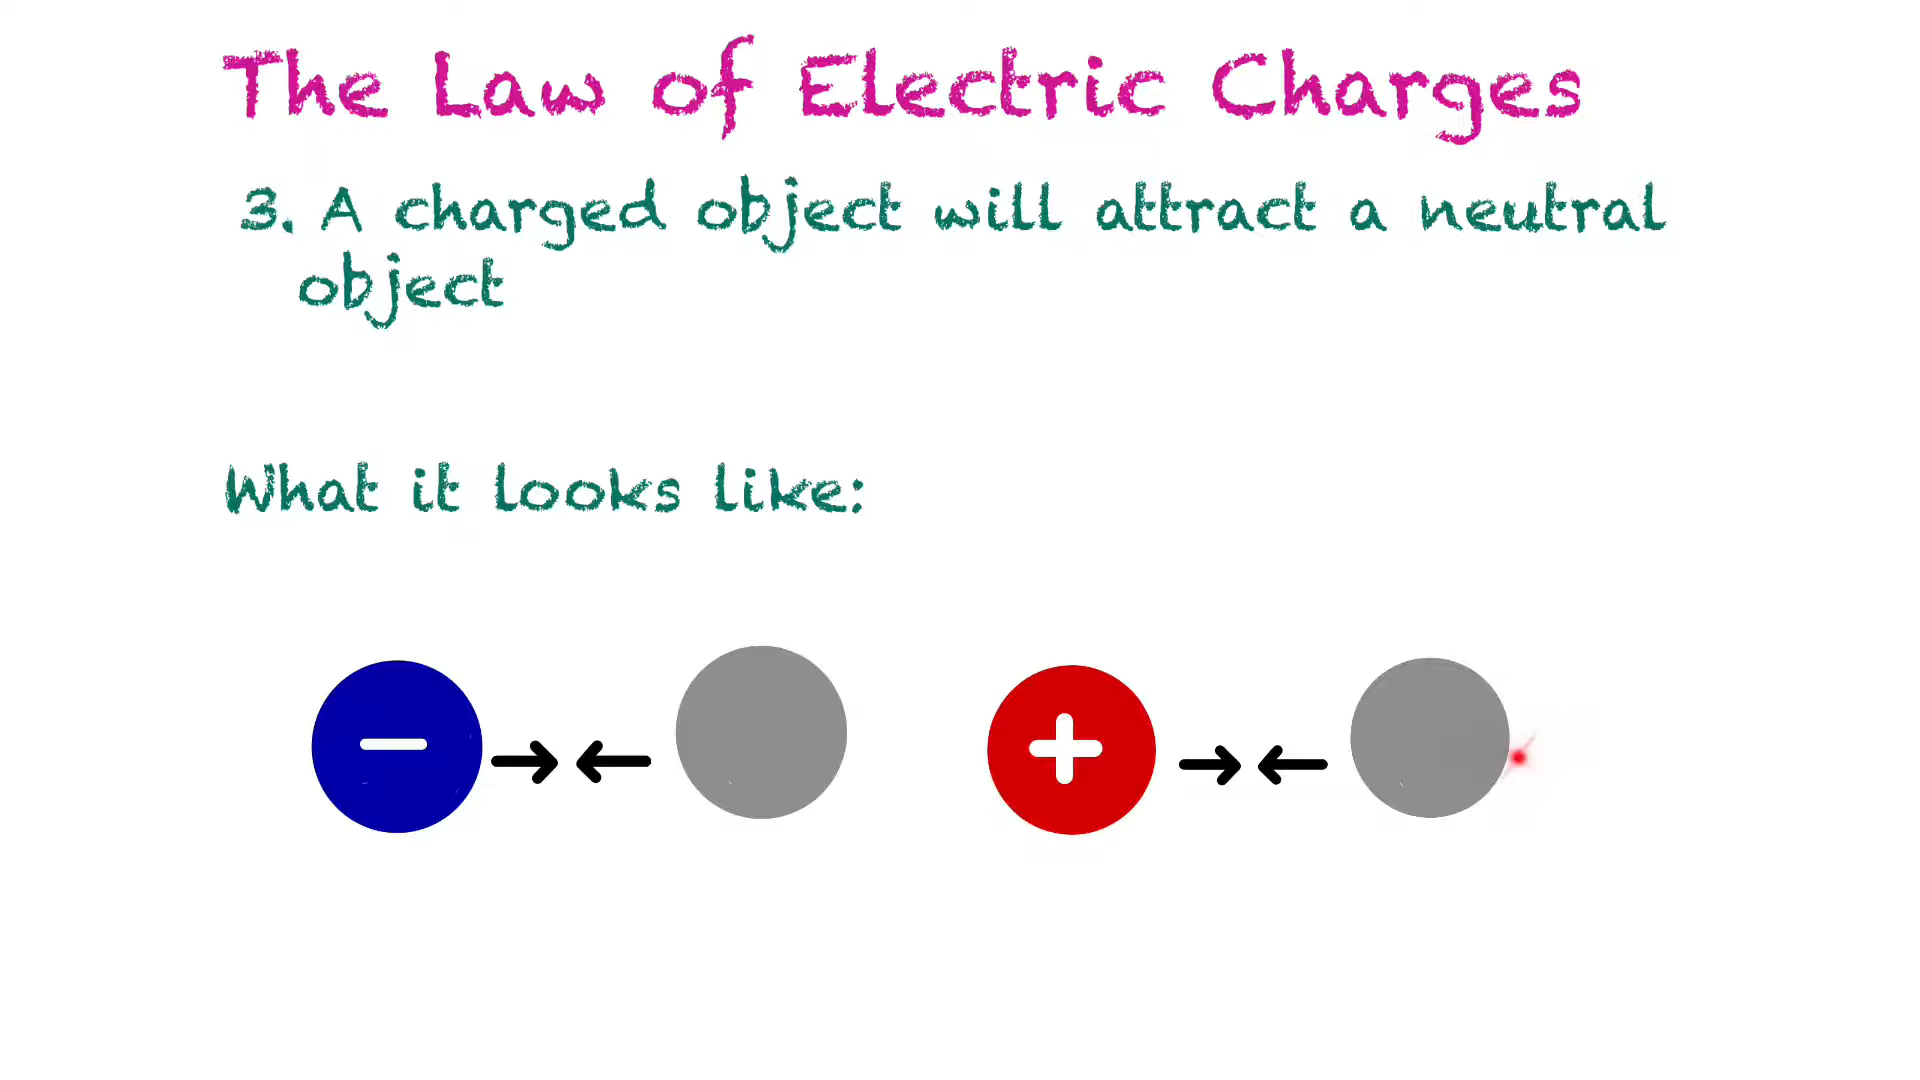 The Law of Electric Charges
3. A charged object will attract a neutral
object
What it looks like:
− +